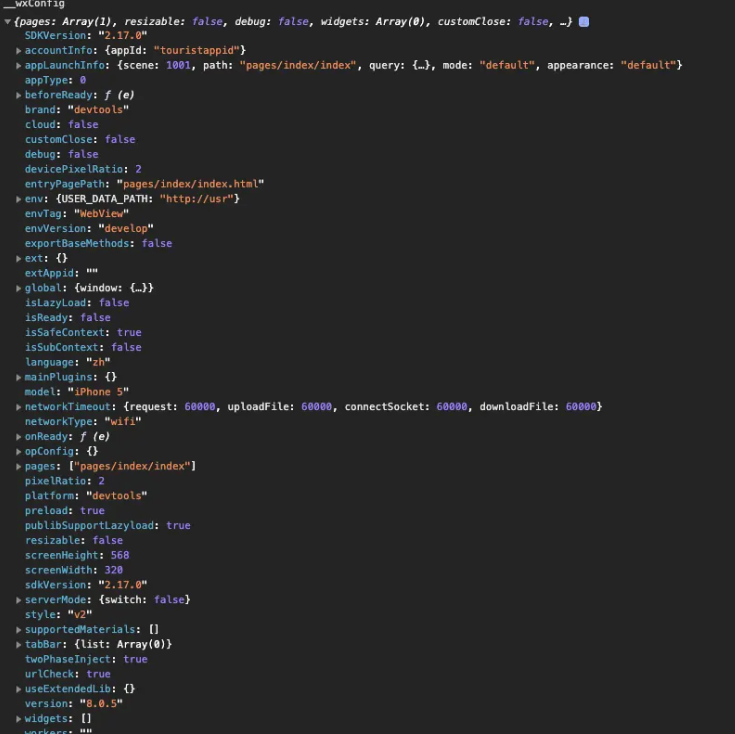 __wxConfig
▼{pages: Array(1), resizable: false, debug: false, widgets: Array(0), customClose: false, …} i
SDKVersion: "2.17.0"
▶accountInfo: {appId: "touristappid"}
▶appLaunchInfo: {scene: 1001, path: "pages/index/index", query: {…}, mode: "default", appearance: "default"}
appType: 0
▶beforeReady: ƒ (e)
brand: "devtools"
cloud: false
customClose: false
debug: false
devicePixelRatio: 2
entryPagePath: "pages/index/index.html"
▶env: {USER_DATA_PATH: "http://usr"}
envTag: "WebView"
envVersion: "develop"
exportBaseMethods: false
▶ext: {}
extAppid: ""
▶global: {window: {…}}
isLazyLoad: false
isReady: false
isSafeContext: true
isSubContext: false
language: "zh"
▶mainPlugins: {}
model: "iPhone 5"
▶networkTimeout: {request: 60000, uploadFile: 60000, connectSocket: 60000, downloadFile: 60000}
networkType: "wifi"
▶onReady: ƒ (e)
▶opConfig: {}
▶pages: ["pages/index/index"]
pixelRatio: 2
platform: "devtools"
preload: true
publibSupportLazyload: true
resizable: false
screenHeight: 568
screenWidth: 320
sdkVersion: "2.17.0"
▶serverMode: {switch: false}
style: "v2"
▶supportedMaterials: []
▶tabBar: {list: Array(0)}
twoPhaseInject: true
urlCheck: true
▶useExtendedLib: {}
version: "8.0.5"
▶widgets: []
workers: ""